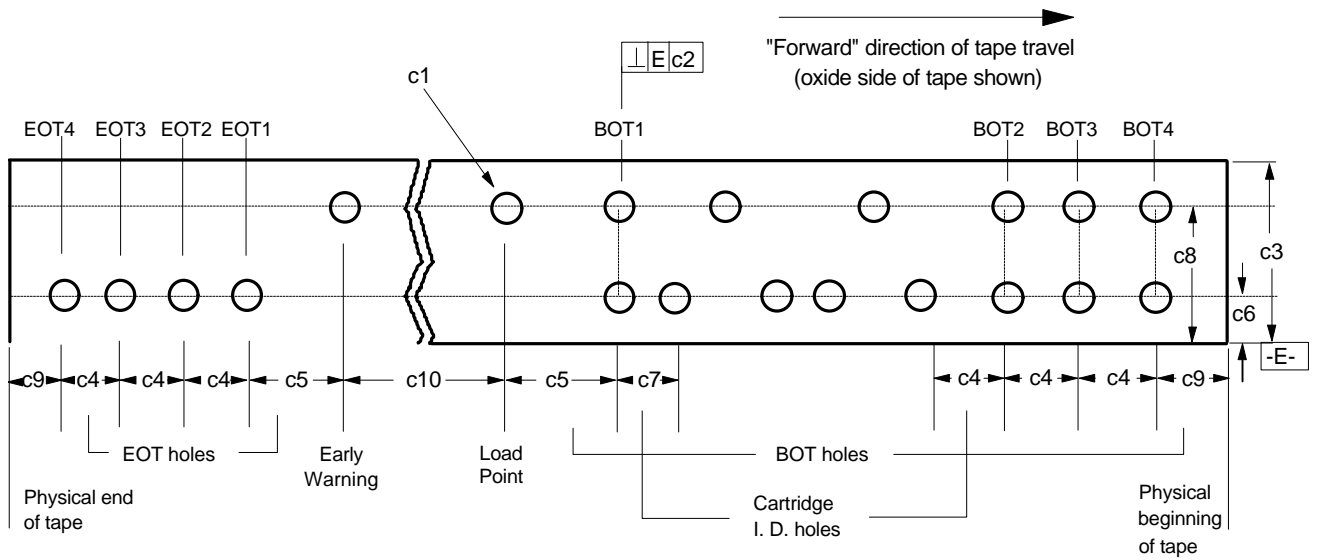 "Forward" direction of tape travel
(oxide side of tape shown)
⊥ E c2
c1
EOT4 EOT3 EOT2 EOT1 BOT1 BOT2 BOT3 BOT4
c8 c3
c6
-E-
c9 c4 c4 c4 c5 c10 c5 c7 c4 c4 c4 c9
EOT holes
Early
Warning
Load
Point
BOT holes
Cartridge
I. D. holes
Physical end
of tape
Physical
beginning
of tape